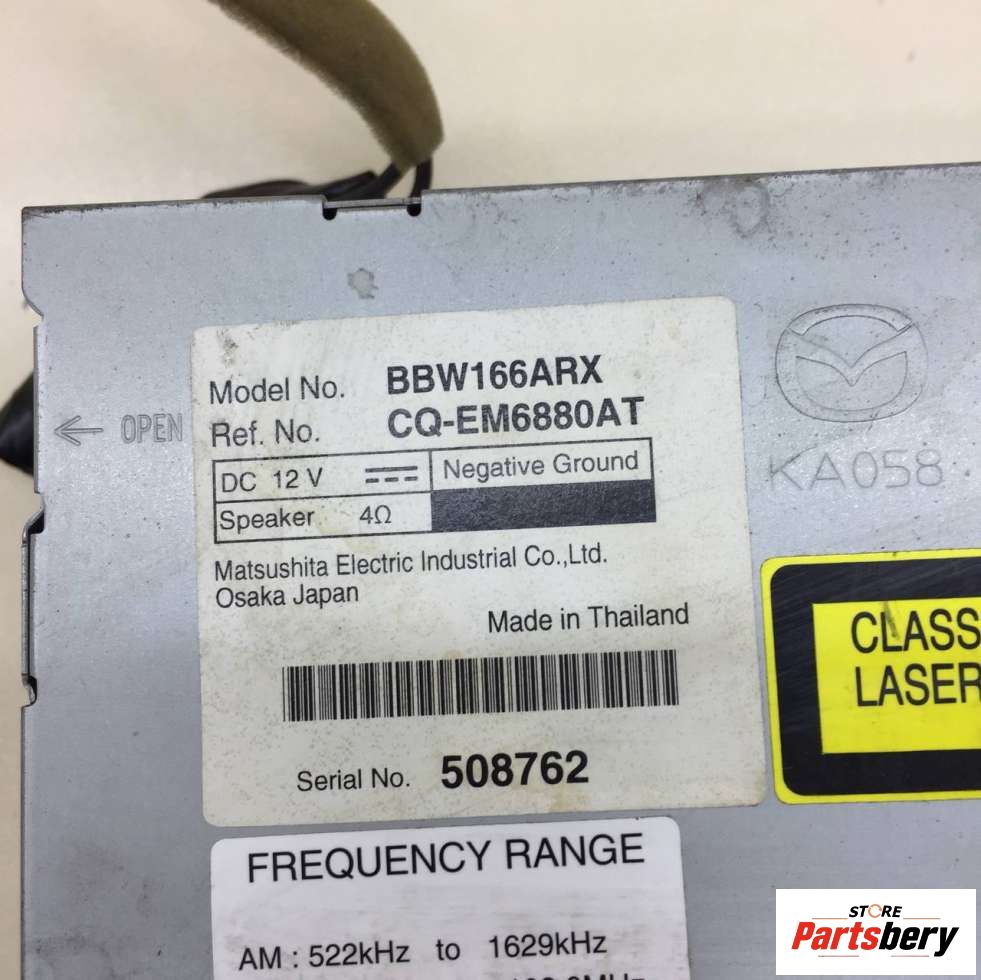 Model No. BBW166ARX
Ref. No. CQ-EM6880AT
← OPEN
DC 12 V Negative Ground
Speaker 4Ω
KA058
Matsushita Electric Industrial Co.,Ltd.
Osaka Japan
Made in Thailand
CLASS
LASER
Serial No. 508762
FREQUENCY RANGE
AM : 522kHz to 1629kHz
STORE
Partsbery